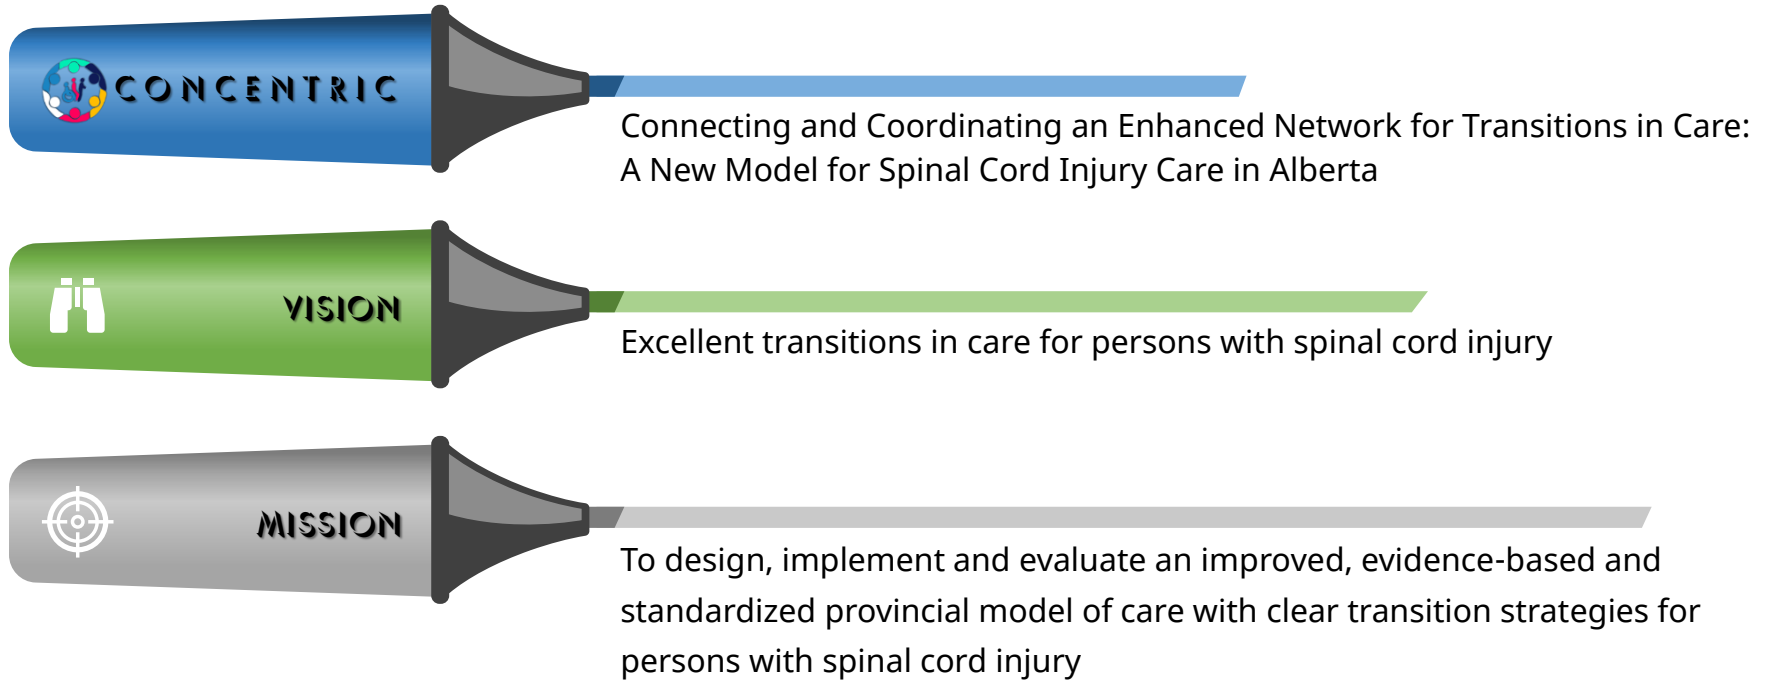 CONCENTRIC
Connecting and Coordinating an Enhanced Network for Transitions in Care:
A New Model for Spinal Cord Injury Care in Alberta
VISION
Excellent transitions in care for persons with spinal cord injury
MISSION
To design, implement and evaluate an improved, evidence-based and
standardized provincial model of care with clear transition strategies for
persons with spinal cord injury